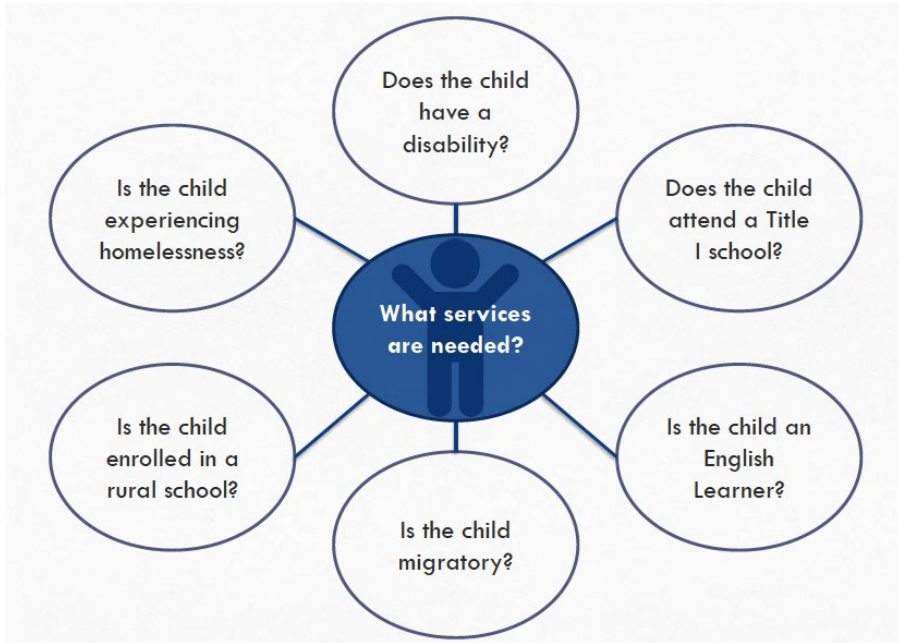 Does the child
have a
disability?
Is the child
experiencing
homelessness?
Does the child
attend a Title
I school?
What services
are needed?
Is the child
enrolled in a
rural school?
Is the child an
English
Learner?
Is the child
migratory?